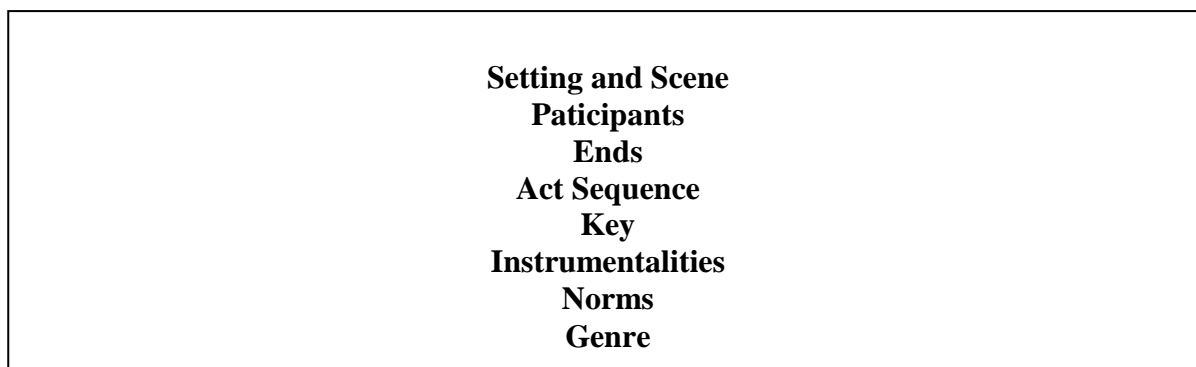 Setting and Scene
Paticipants
Ends
Act Sequence
Key
Instrumentalities
Norms
Genre